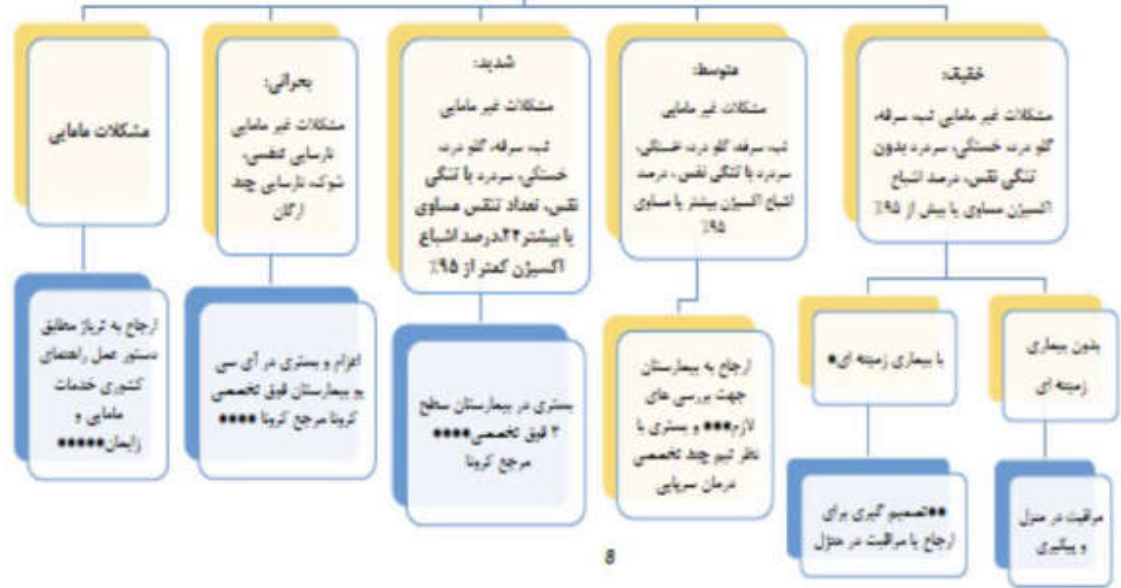 خفیف:
مشکلات غیر مامایی تب، سرفه،
گلو درد، خستگی، سردرد بدون
تنگی نفس، درصد اشباع
اکسیژن مساوی یا بیش از ۹۵٪
متوسط:
مشکلات غیر مامایی
تب، سرفه، گلو درد، خستگی،
سردرد با تنگی نفس، درصد
اشباع اکسیژن بیشتر یا مساوی
۹۵٪
شدید:
مشکلات غیر مامایی
تب، سرفه، گلو درد،
خستگی، سردرد با تنگی
نفس، تعداد تنفس مساوی
یا بیشتر ۲۴،درصد اشباع
اکسیژن کمتر از ۹۵٪
بحرانی:
مشکلات غیر مامایی
نارسایی تنفسی،
شوک، نارسایی چند
ارگان
مشکلات مامایی
بدون بیماری
زمینه ای
با بیماری زمینه ای*
ارجاع به بیمارستان
جهت بررسی های
لازم*** و بستری با
نظر تیم چند تخصصی
درمان سرپایی
بستری در بیمارستان سطح
۳ فوق تخصصی****
مرجع کرونا
اعزام و بستری در آی سی
یو بیمارستان فوق تخصصی
کرونا مرجع کرونا ****
ارجاع به تریاژ مطابق
دستور عمل راهنمای
کشوری خدمات
مامایی و
زایمان*****
مراقبت در منزل
و پیگیری
**تصمیم گیری برای
ارجاع یا مراقبت در منزل
8